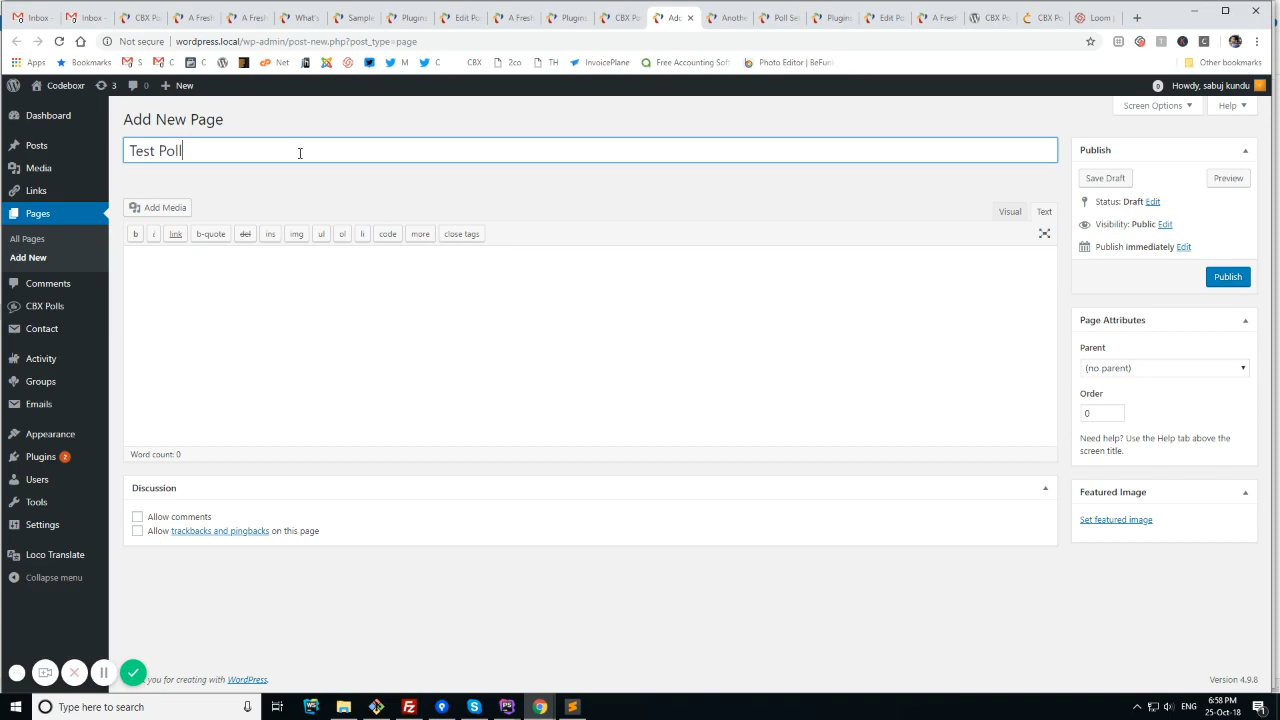 Inbox - Inbox - CBX P A Fresh A Fresh What's Sample Plugins Edit Po A Fresh Plugins CBX Po Add Anothe Poll Set Plugins Edit Po A Fresh CBX Po CBX Po Loom |
Not secure wordpress.local/wp-admin/post-new.php?post_type=page
Apps Bookmarks S C C Net M C CBX 2co TH InvoicePlane Free Accounting Soft Photo Editor | BeFun Other bookmarks
Codeboxr 3 0 New 0 Howdy, sabuj kundu
Screen Options Help
Dashboard
Posts
Media
Links
Pages
All Pages
Add New
Comments
CBX Polls
Contact
Activity
Groups
Emails
Appearance
Plugins 2
Users
Tools
Settings
Loco Translate
Collapse menu
Add New Page
Test Poll
Add Media Visual Text
b i link b-quote del ins img ul ol li code more close tags
Word count: 0
Discussion
Allow comments
Allow trackbacks and pingbacks on this page
Publish
Save Draft Preview
Status: Draft Edit
Visibility: Public Edit
Publish immediately Edit
Publish
Page Attributes
Parent
(no parent)
Order
0
Need help? Use the Help tab above the
screen title.
Featured Image
Set featured image
you for creating with WordPress. Version 4.9.8
Type here to search ENG 6:58 PM
25-Oct-18